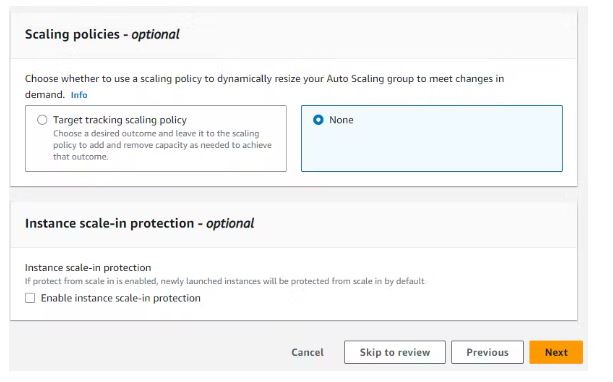 Scaling policies - optional
Choose whether to use a scaling policy to dynamically resize your Auto Scaling group to meet changes in
demand. Info
Target tracking scaling policy
Choose a desired outcome and leave it to the scaling
policy to add and remove capacity as needed to achieve
that outcome.
None
Instance scale-in protection - optional
Instance scale-in protection
If protect from scale in is enabled, newly launched instances will be protected from scale in by default
Enable instance scale-in protection
Cancel
Skip to review
Previous
Next